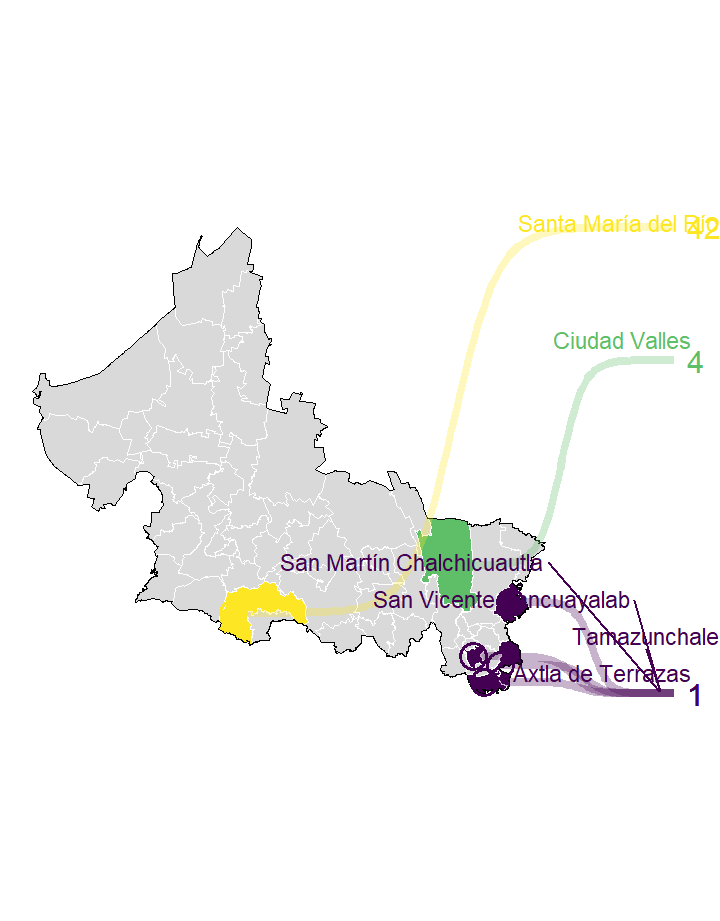 Santa María del Río
42
Ciudad Valles
4
San Martín Chalchicuautla
San Vicente Tancuayalab
Tamazunchale
Axtla de Terrazas
1